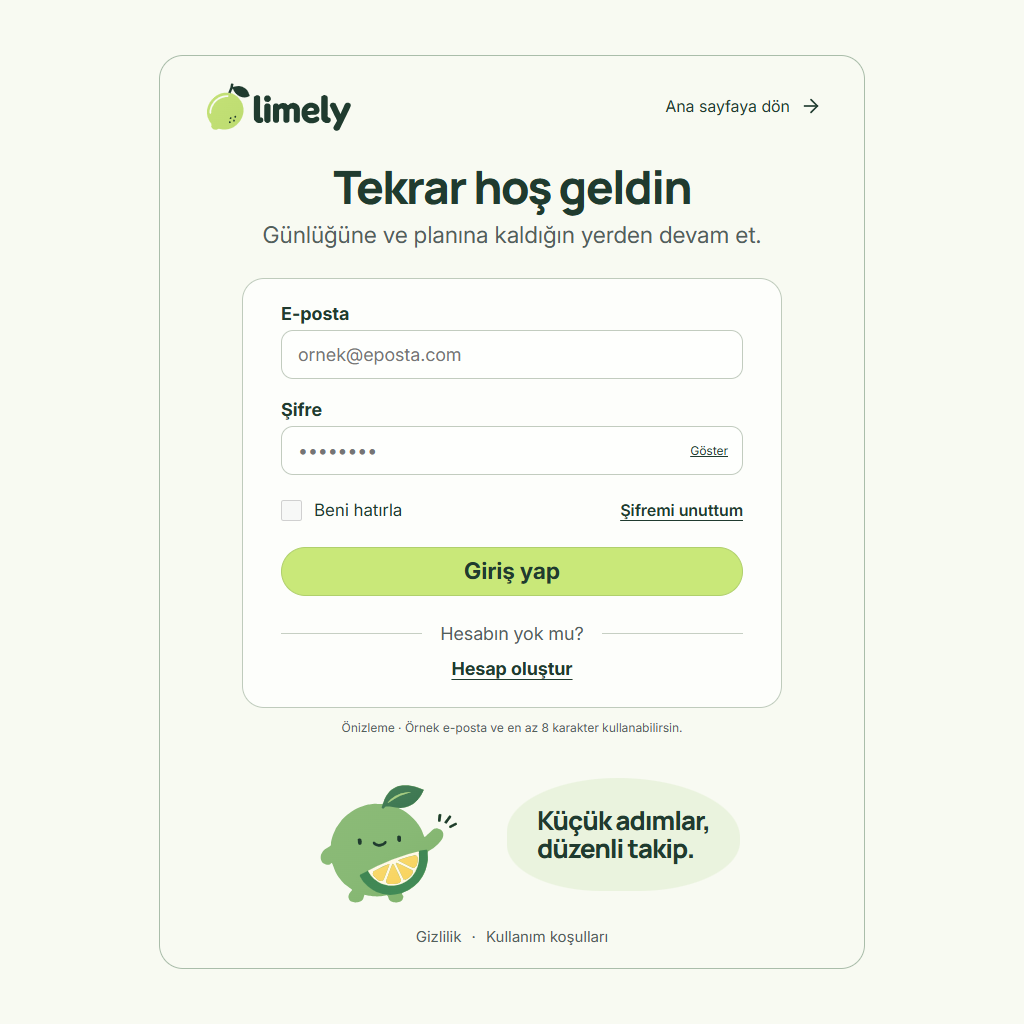 limely
Ana sayfaya dön →
Tekrar hoş geldin
Günlüğüne ve planına kaldığın yerden devam et.
E-posta
ornek@eposta.com
Şifre
••••••••
Göster
Beni hatırla
Şifremi unuttum
Giriş yap
Hesabın yok mu?
Hesap oluştur
Önizleme · Örnek e-posta ve en az 8 karakter kullanabilirsin.
Küçük adımlar,
düzenli takip.
Gizlilik · Kullanım koşulları